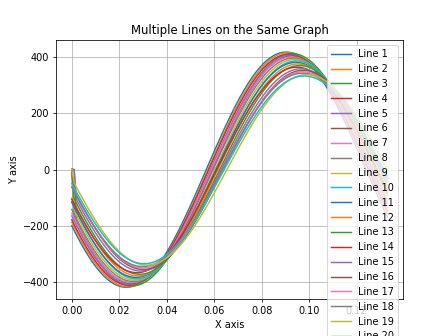 Multiple Lines on the Same Graph
Y axis
400
200
0
−200
−400
0.00
0.02
0.04
0.06
0.08
0.10
X axis
Line 1
Line 2
Line 3
Line 4
Line 5
Line 6
Line 7
Line 8
Line 9
Line 10
Line 11
Line 12
Line 13
Line 14
Line 15
Line 16
Line 17
Line 18
Line 19
Line 20